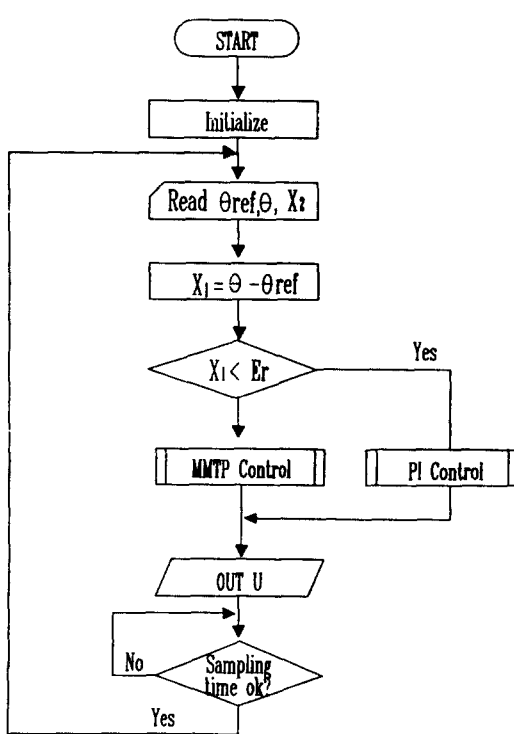 START
Initialize
Read θref,θ, X₂
X₁ = θ - θref
X₁ < Er
Yes
MMTP Control
PI Control
OUT U
No
Sampling
time ok?
Yes